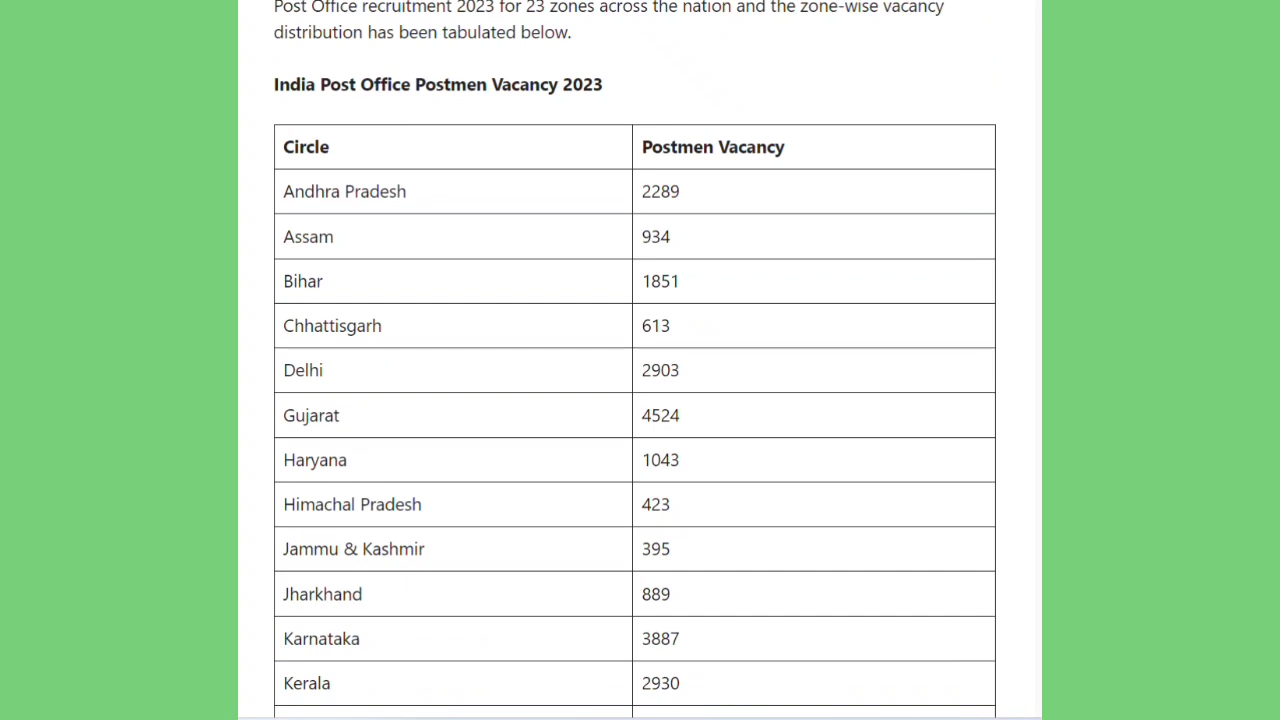 Post Office recruitment 2023 for 23 zones across the nation and the zone-wise vacancy
distribution has been tabulated below.
India Post Office Postmen Vacancy 2023
Circle Postmen Vacancy
Andhra Pradesh 2289
Assam 934
Bihar 1851
Chhattisgarh 613
Delhi 2903
Gujarat 4524
Haryana 1043
Himachal Pradesh 423
Jammu & Kashmir 395
Jharkhand 889
Karnataka 3887
Kerala 2930